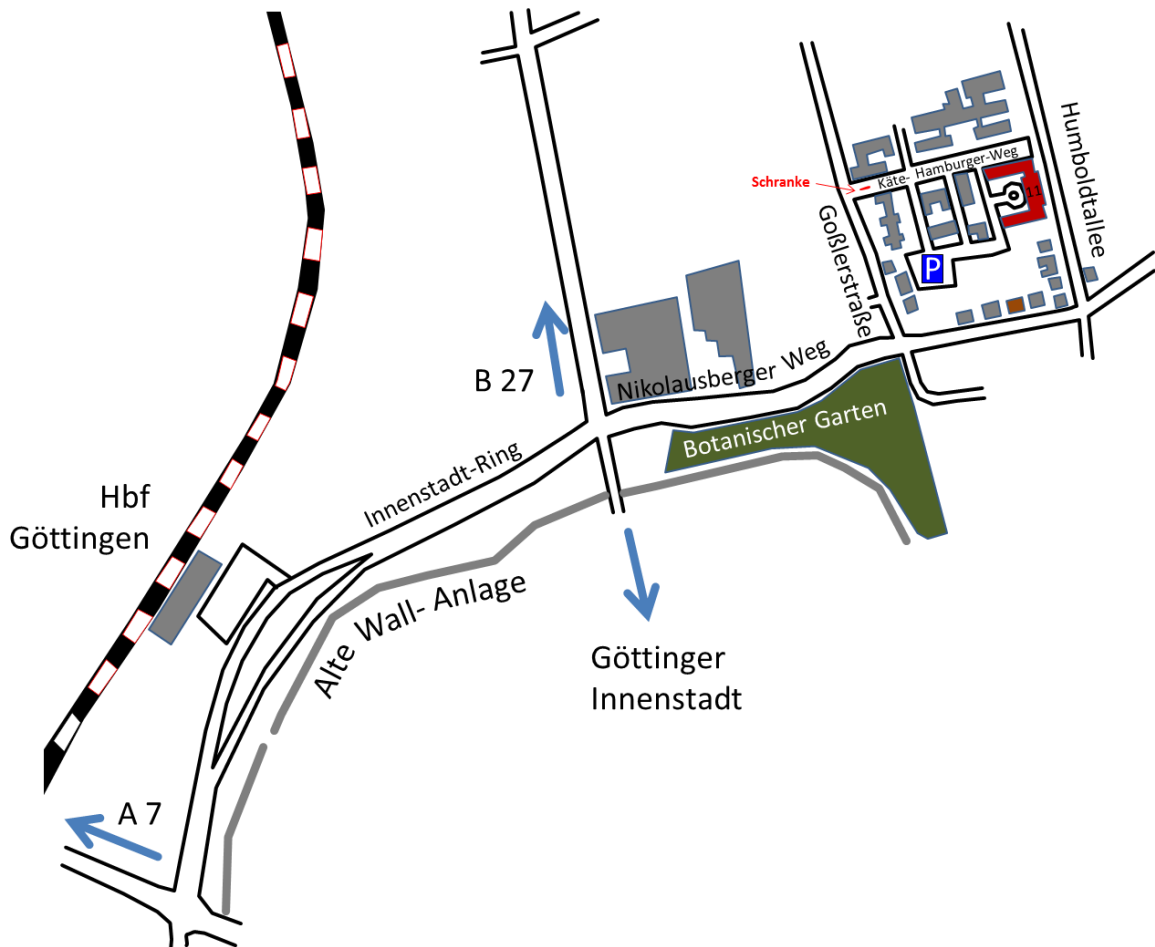 Schranke
Käte- Hamburger-Weg
11
Humboldtallee
Goßlerstraße
P
B 27
Nikolausberger Weg
Botanischer Garten
Innenstadt-Ring
Hbf
Göttingen
Alte Wall- Anlage
Göttinger
Innenstadt
A 7